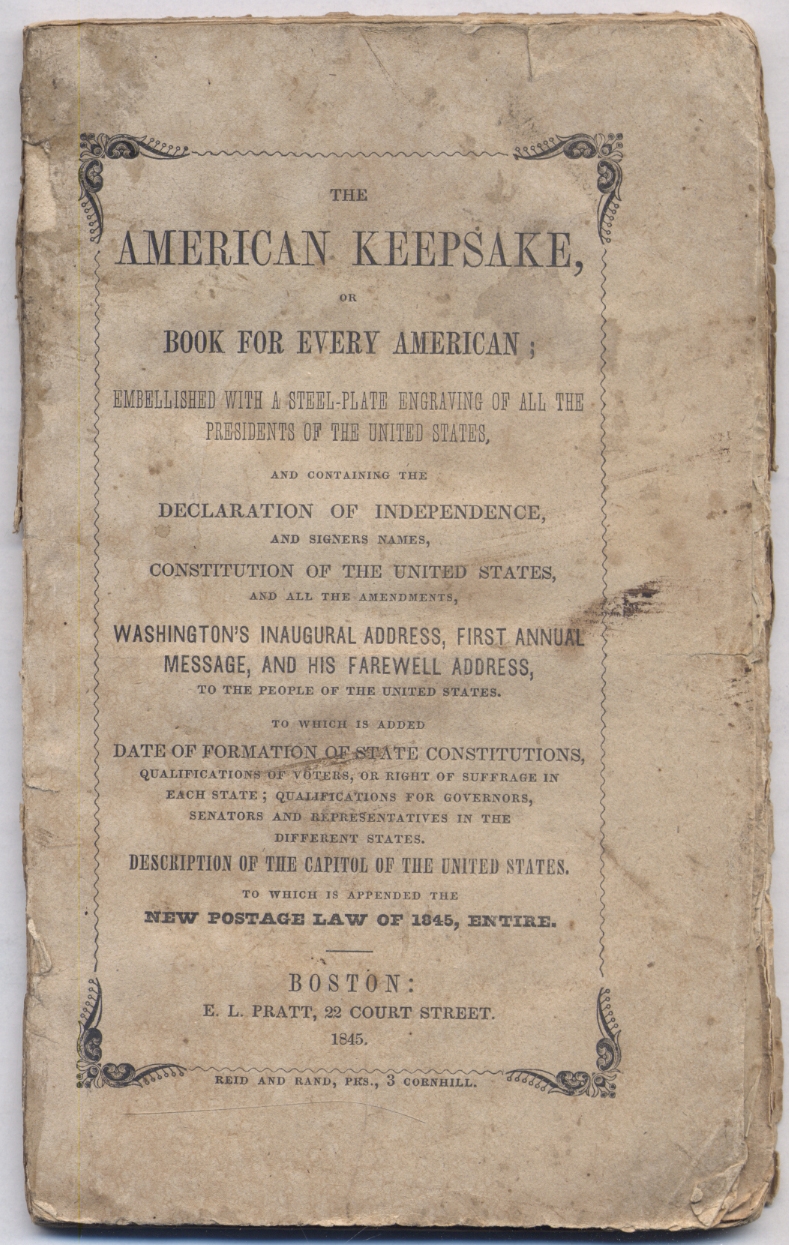 THE
AMERICAN KEEPSAKE,
OR
BOOK FOR EVERY AMERICAN;
EMBELLISHED WITH A STEEL-PLATE ENGRAVING OF ALL THE
PRESIDENTS OF THE UNITED STATES,
AND CONTAINING THE
DECLARATION OF INDEPENDENCE,
AND SIGNERS NAMES,
CONSTITUTION OF THE UNITED STATES,
AND ALL THE AMENDMENTS,
WASHINGTON'S INAUGURAL ADDRESS, FIRST ANNUAL
MESSAGE, AND HIS FAREWELL ADDRESS,
TO THE PEOPLE OF THE UNITED STATES.
TO WHICH IS ADDED
DATE OF FORMATION OF STATE CONSTITUTIONS,
QUALIFICATIONS OF VOTERS, OR RIGHT OF SUFFRAGE IN
EACH STATE; QUALIFICATIONS FOR GOVERNORS,
SENATORS AND REPRESENTATIVES IN THE
DIFFERENT STATES.
DESCRIPTION OF THE CAPITOL OF THE UNITED STATES.
TO WHICH IS APPENDED THE
NEW POSTAGE LAW OF 1845, ENTIRE.
BOSTON:
E. L. PRATT, 22 COURT STREET.
1845.
REID AND RAND, PRS., 3 CORNHILL.